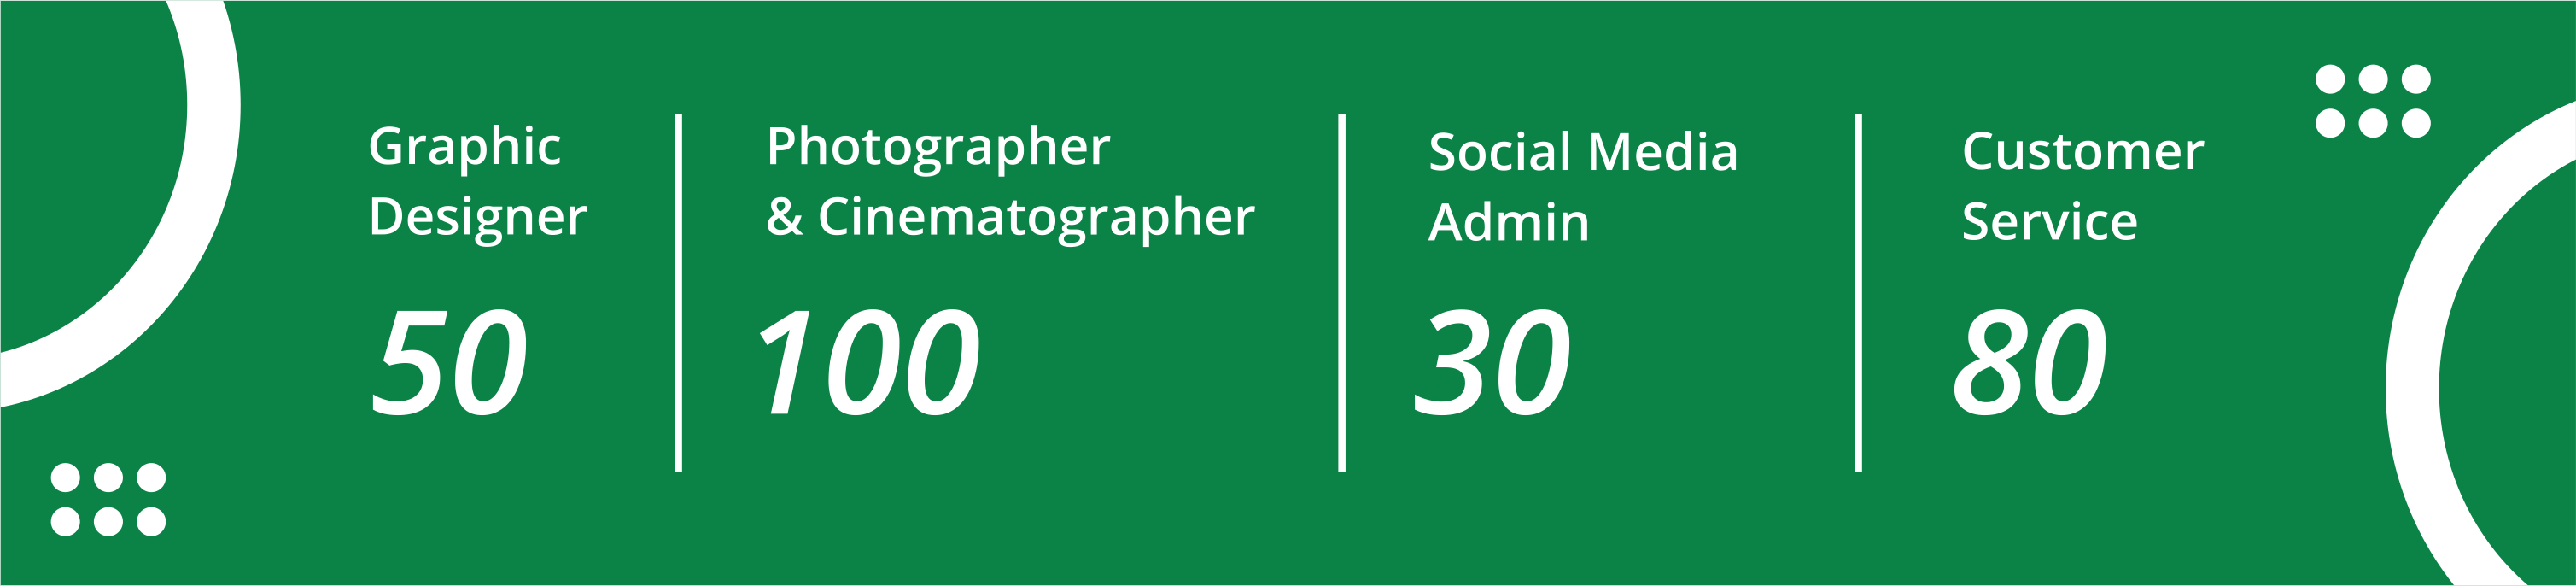 Graphic
Designer
50
Photographer
& Cinematographer
100
Social Media
Admin
30
Customer
Service
80